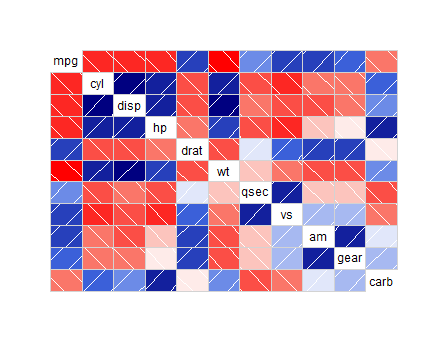 mpg
cyl
disp
hp
drat
wt
qsec
vs
am
gear
carb